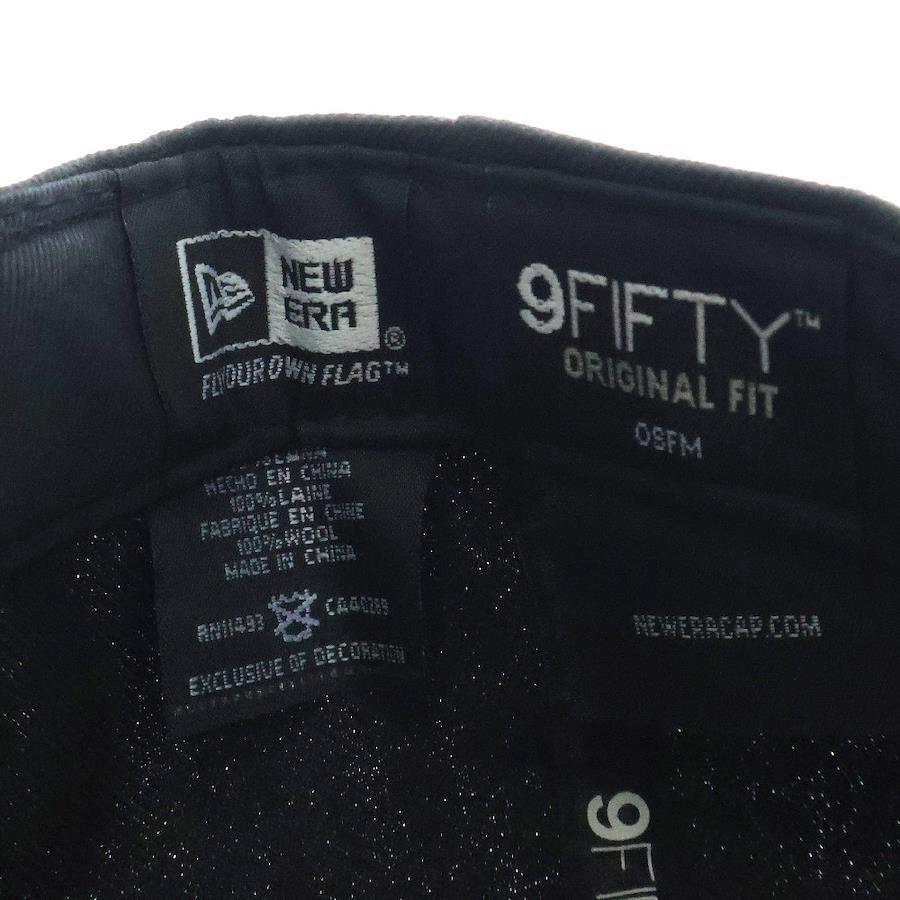 NEW
ERA
®
FLY YOUR OWN FLAG™
9FIFTY™
ORIGINAL FIT
OSFM
HECHO EN CHINA
100% LAINE
FABRIQUE EN CHINE
100% WOOL
MADE IN CHINA
RN11493 CA40289
EXCLUSIVE OF DECORATION
NEWERACAP.COM
9FI